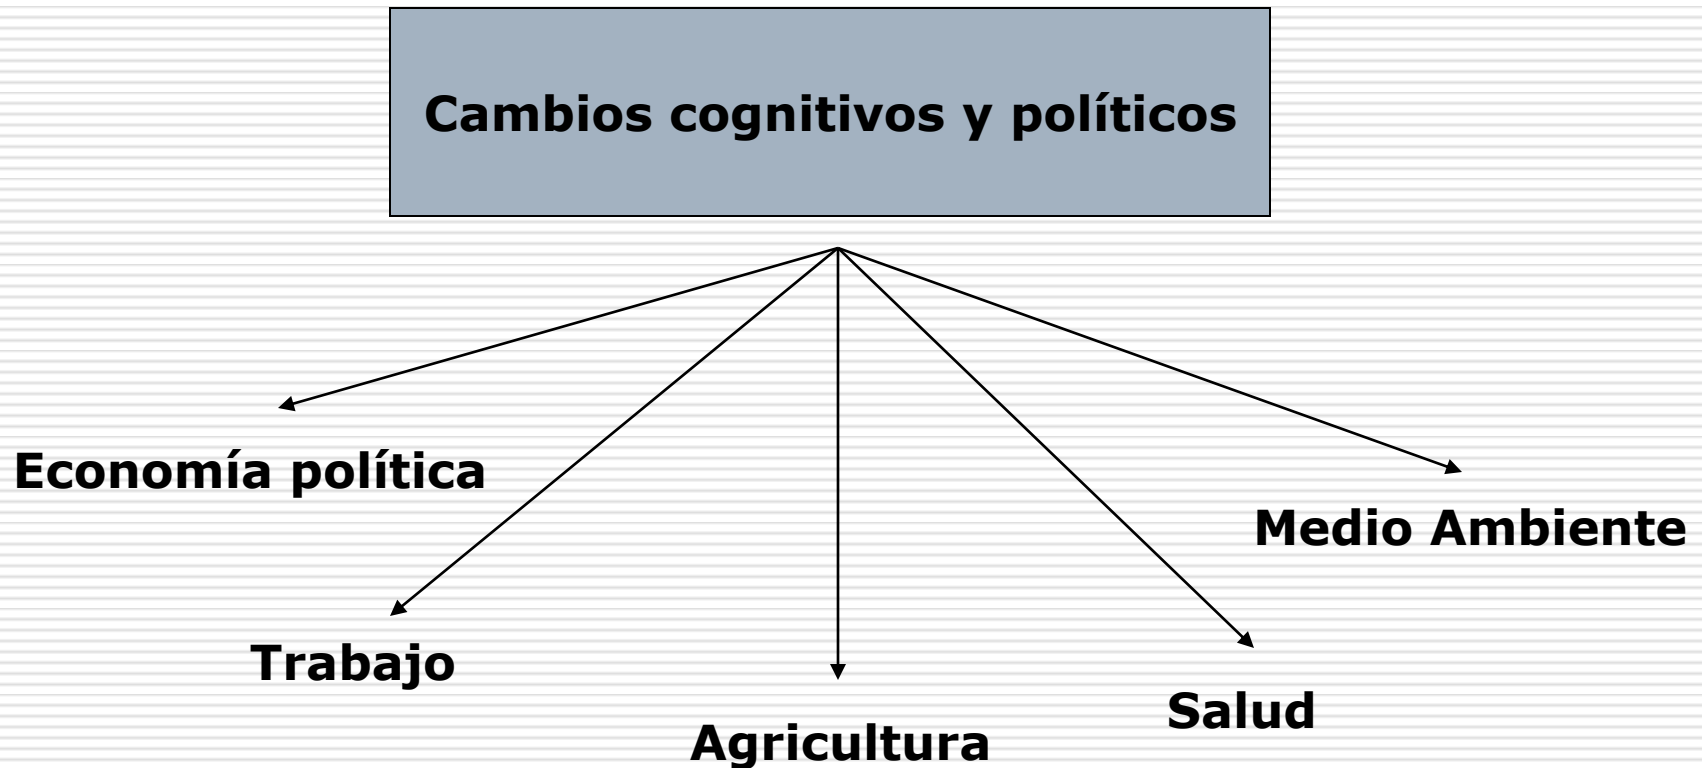 Cambios cognitivos y políticos
Economía política
Medio Ambiente
Trabajo
Salud
Agricultura